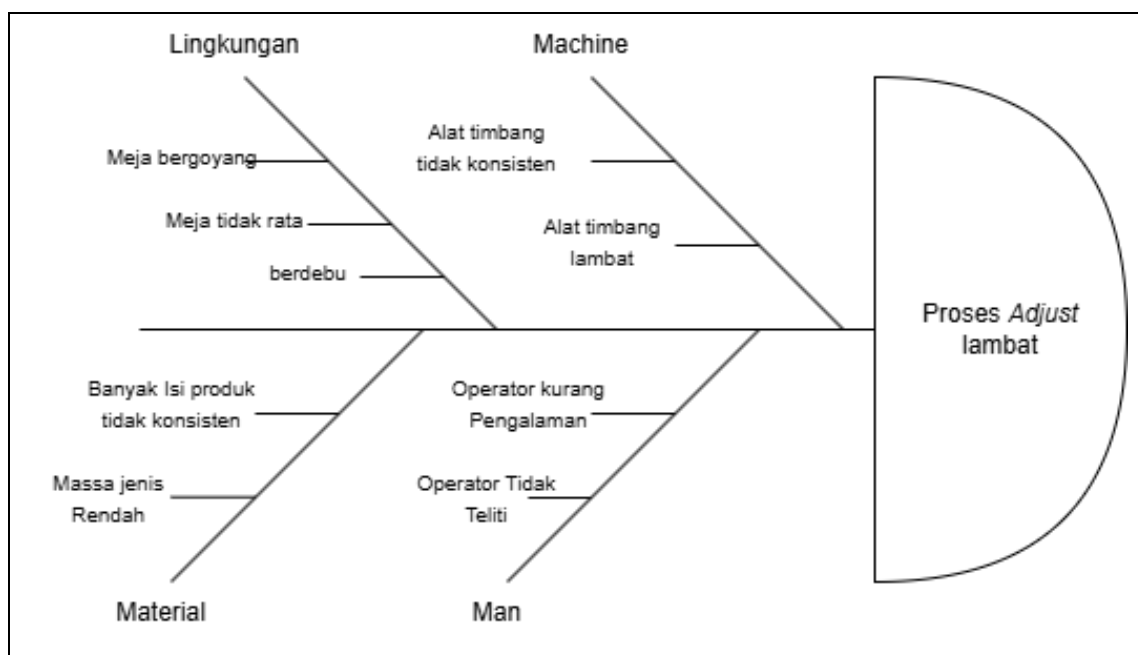 Lingkungan
Machine
Alat timbang
tidak konsisten
Meja bergoyang
Meja tidak rata
Alat timbang
lambat
berdebu
Proses Adjust
lambat
Banyak Isi produk
tidak konsisten
Operator kurang
Pengalaman
Massa jenis
Rendah
Operator Tidak
Teliti
Material
Man